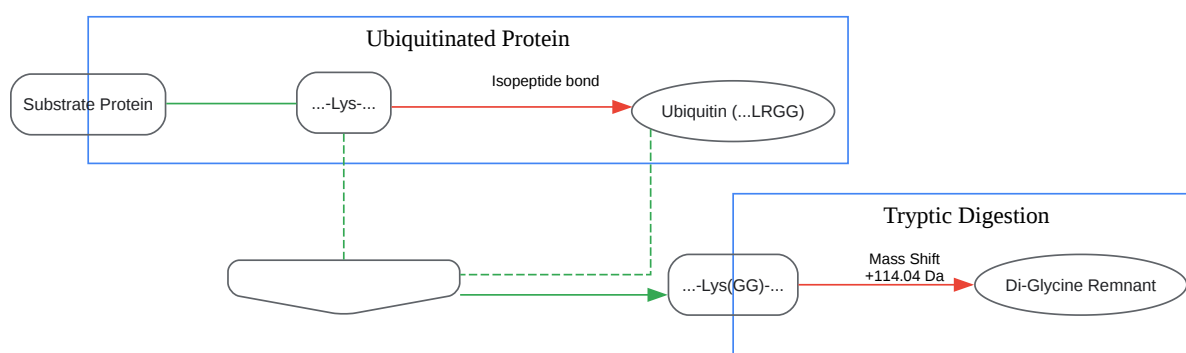 Ubiquitinated Protein
Substrate Protein
...-Lys-...
Isopeptide bond
Ubiquitin (...LRGG)
Tryptic Digestion
...-Lys(GG)-...
Mass Shift
+114.04 Da
Di-Glycine Remnant